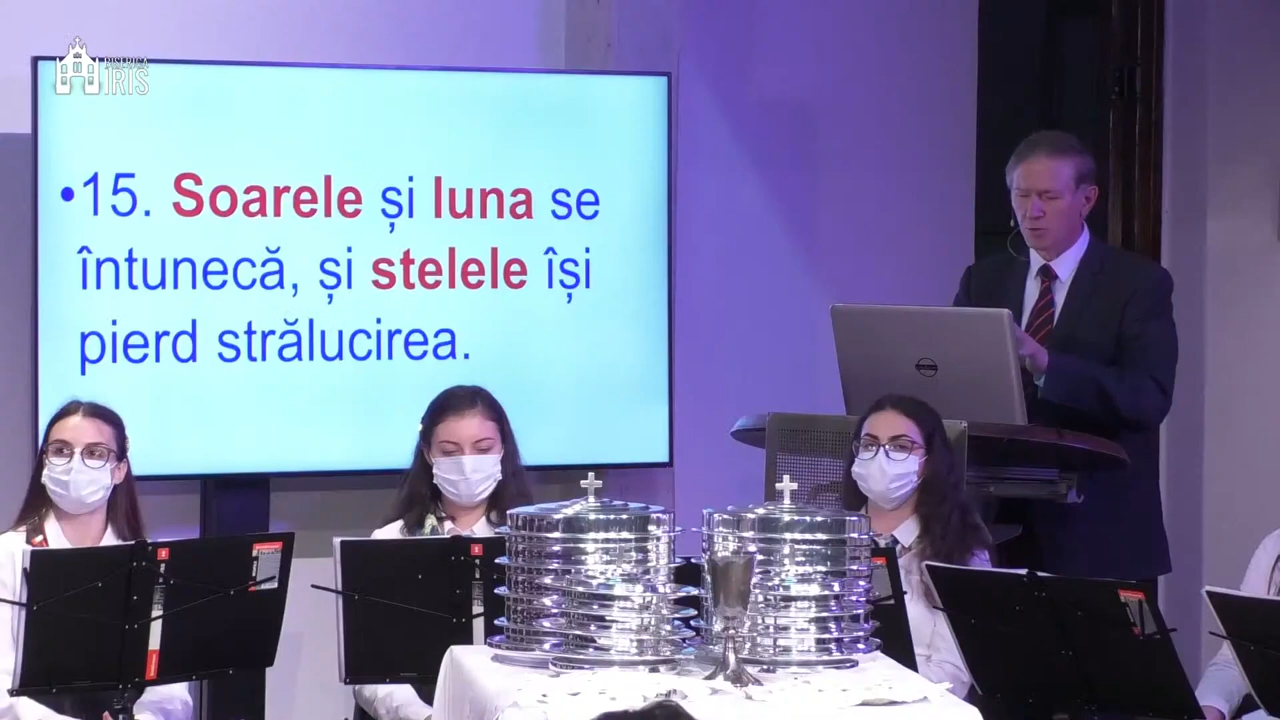 BISERICA
IRIS
•15. Soarele și luna se
întunecă, și stelele își
pierd strălucirea.